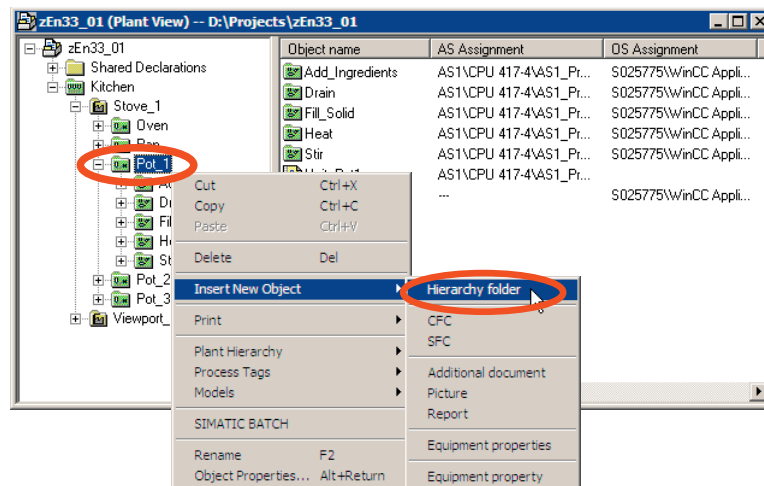 zEn33_01 (Plant View) -- D:\Projects\zEn33_01
zEn33_01
Shared Declarations
Kitchen
Stove_1
Oven
Pan
Pot_1
Pot_2
Pot_3
Object name AS Assignment OS Assignment
Add_Ingredients AS1\CPU 417-4\AS1_Pr... S025775\WinCC Appli...
Drain AS1\CPU 417-4\AS1_Pr... S025775\WinCC Appli...
Fill_Solid AS1\CPU 417-4\AS1_Pr... S025775\WinCC Appli...
Heat AS1\CPU 417-4\AS1_Pr... S025775\WinCC Appli...
Stir AS1\CPU 417-4\AS1_Pr... S025775\WinCC Appli...
AS1\CPU 417-4\AS1_Pr...
--- S025775\WinCC Appli...
Viewport_
Cut Ctrl+X
Copy Ctrl+C
Paste Ctrl+V
Delete Del
Insert New Object
Print
Plant Hierarchy
Process Tags
Models
SIMATIC BATCH
Rename F2
Object Properties... Alt+Return
Hierarchy folder
CFC
SFC
Additional document
Picture
Report
Equipment properties
Equipment property